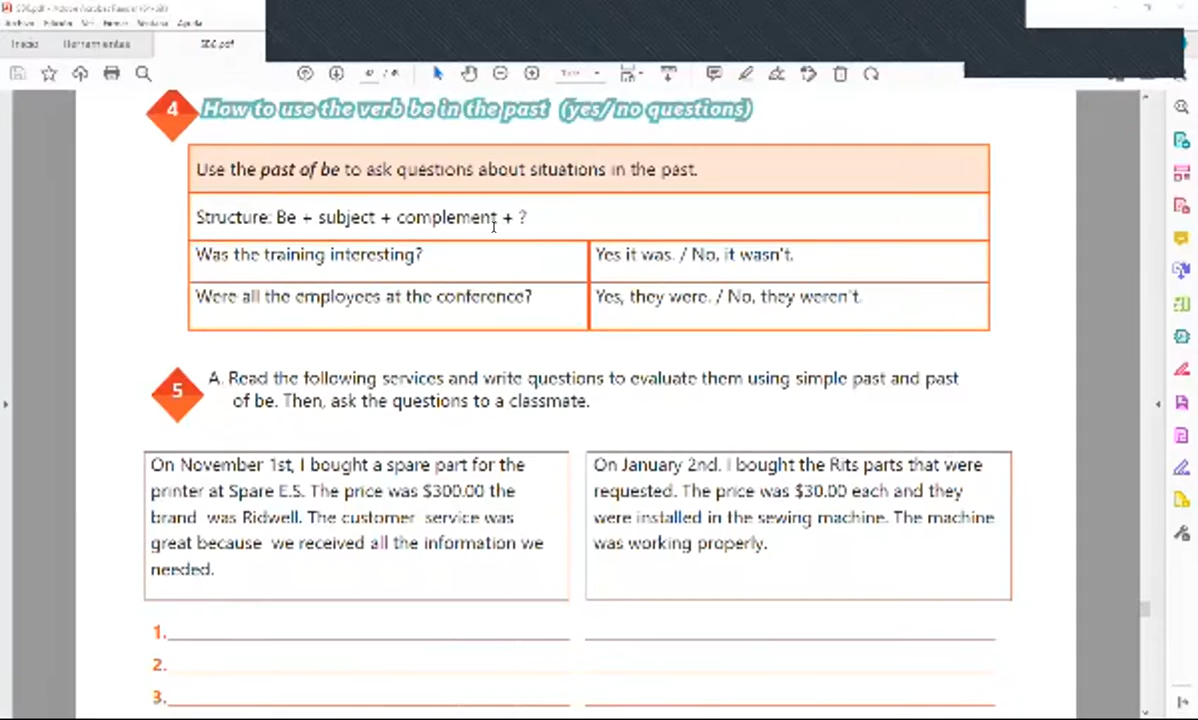 Inicio Herramientas SDG.pdf
4 How to use the verb be in the past (yes/ no questions)
Use the past of be to ask questions about situations in the past.
Structure: Be + subject + complement + ?
Was the training interesting? Yes it was. / No, it wasn't.
Were all the employees at the conference? Yes, they were. / No, they weren't.
5 A. Read the following services and write questions to evaluate them using simple past and past
of be. Then, ask the questions to a classmate.
On November 1st, I bought a spare part for the
printer at Spare E.S. The price was $300.00 the
brand was Ridwell. The customer service was
great because we received all the information we
needed.
On January 2nd. I bought the Rits parts that were
requested. The price was $30.00 each and they
were installed in the sewing machine. The machine
was working properly.
1.
2.
3.